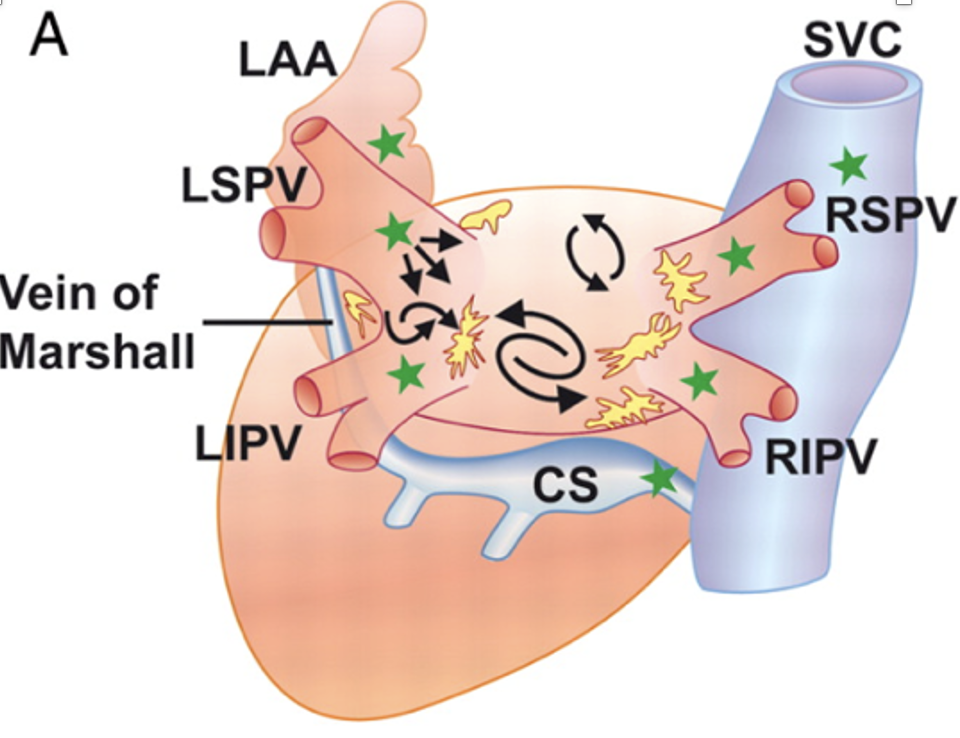 A
LAA
SVC
LSPV
RSPV
Vein of
Marshall
LIPV
CS
RIPV